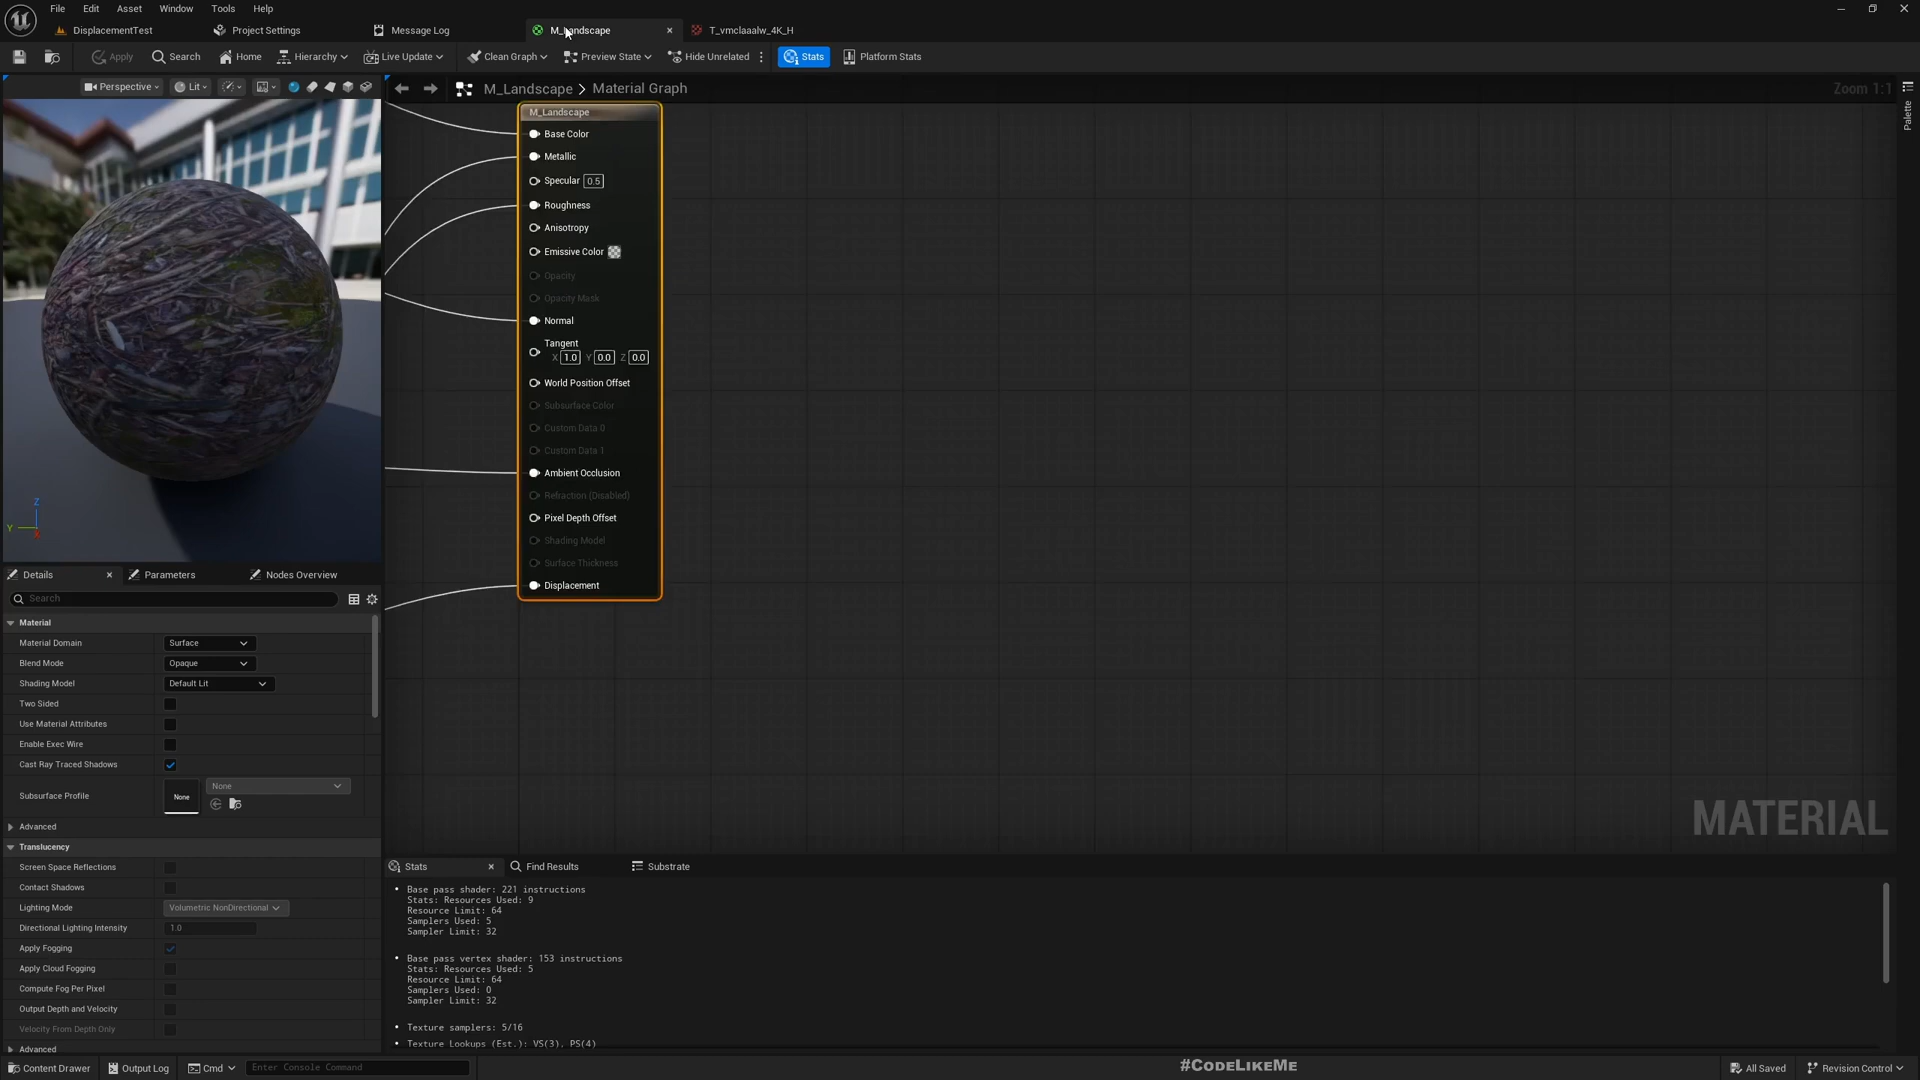 File Edit Asset Window Tools Help
DisplacementTest Project Settings Message Log M_Landscape T_vmclaaalw_4K_H
Apply Search Home Hierarchy Live Update Clean Graph Preview State Hide Unrelated Stats Platform Stats
Perspective Lit
M_Landscape > Material Graph Zoom 1:1
Palette
M_Landscape
Base Color
Metallic
Specular 0.5
Roughness
Anisotropy
Emissive Color
Opacity
Opacity Mask
Normal
Tangent
X 1.0 Y 0.0 Z 0.0
World Position Offset
Subsurface Color
Custom Data 0
Custom Data 1
Ambient Occlusion
Refraction (Disabled)
Pixel Depth Offset
Shading Model
Surface Thickness
Displacement
Z
Y X
MATERIAL
Details Parameters Nodes Overview
Search
Material
Material Domain Surface
Blend Mode Opaque
Shading Model Default Lit
Two Sided
Use Material Attributes
Enable Exec Wire
Cast Ray Traced Shadows
Subsurface Profile None None
Advanced
Translucency
Screen Space Reflections
Contact Shadows
Lighting Mode Volumetric NonDirectional
Directional Lighting Intensity 1.0
Apply Fogging
Apply Cloud Fogging
Compute Fog Per Pixel
Output Depth and Velocity
Velocity From Depth Only
Advanced
Stats Find Results Substrate
• Base pass shader: 221 instructions
Stats: Resources Used: 9
Resource Limit: 64
Samplers Used: 5
Sampler Limit: 32
• Base pass vertex shader: 153 instructions
Stats: Resources Used: 5
Resource Limit: 64
Samplers Used: 0
Sampler Limit: 32
• Texture samplers: 5/16
• Texture Lookups (Est.): VS(3), PS(4)
Content Drawer Output Log Cmd Enter Console Command #CodeLikeMe All Saved Revision Control